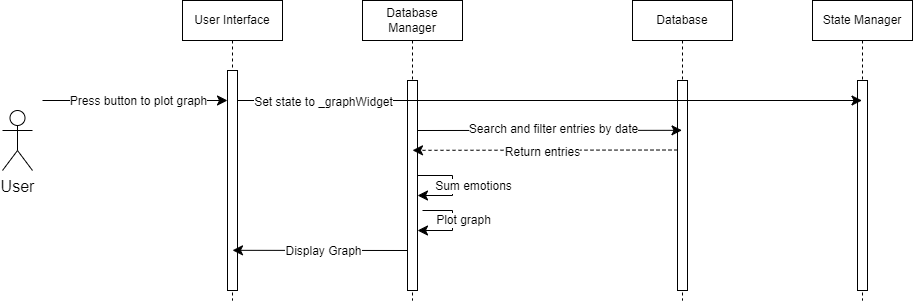 User Interface
Database
Manager
Database
State Manager
Press button to plot graph
Set state to _graphWidget
Search and filter entries by date
Return entries
User
Sum emotions
Plot graph
Display Graph